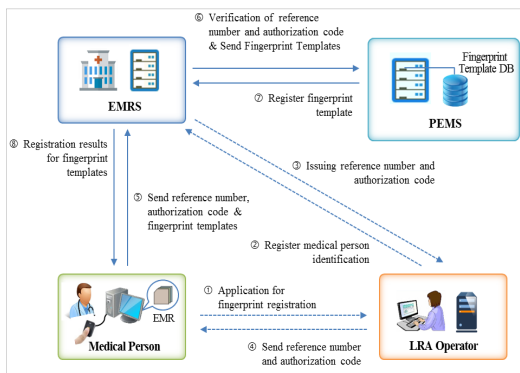 ⑥ Verification of reference
number and authorization code
& Send Fingerprint Templates
EMRS
Fingerprint
Template DB
PEMS
⑦ Register fingerprint
template
⑧ Registration results
for fingerprint
templates
③ Issuing reference number and
authorization code
⑤ Send reference number,
authorization code &
fingerprint templates
② Register medical person
identification
① Application for
fingerprint registration
EMR
Medical Person
④ Send reference number
and authorization code
LRA Operator